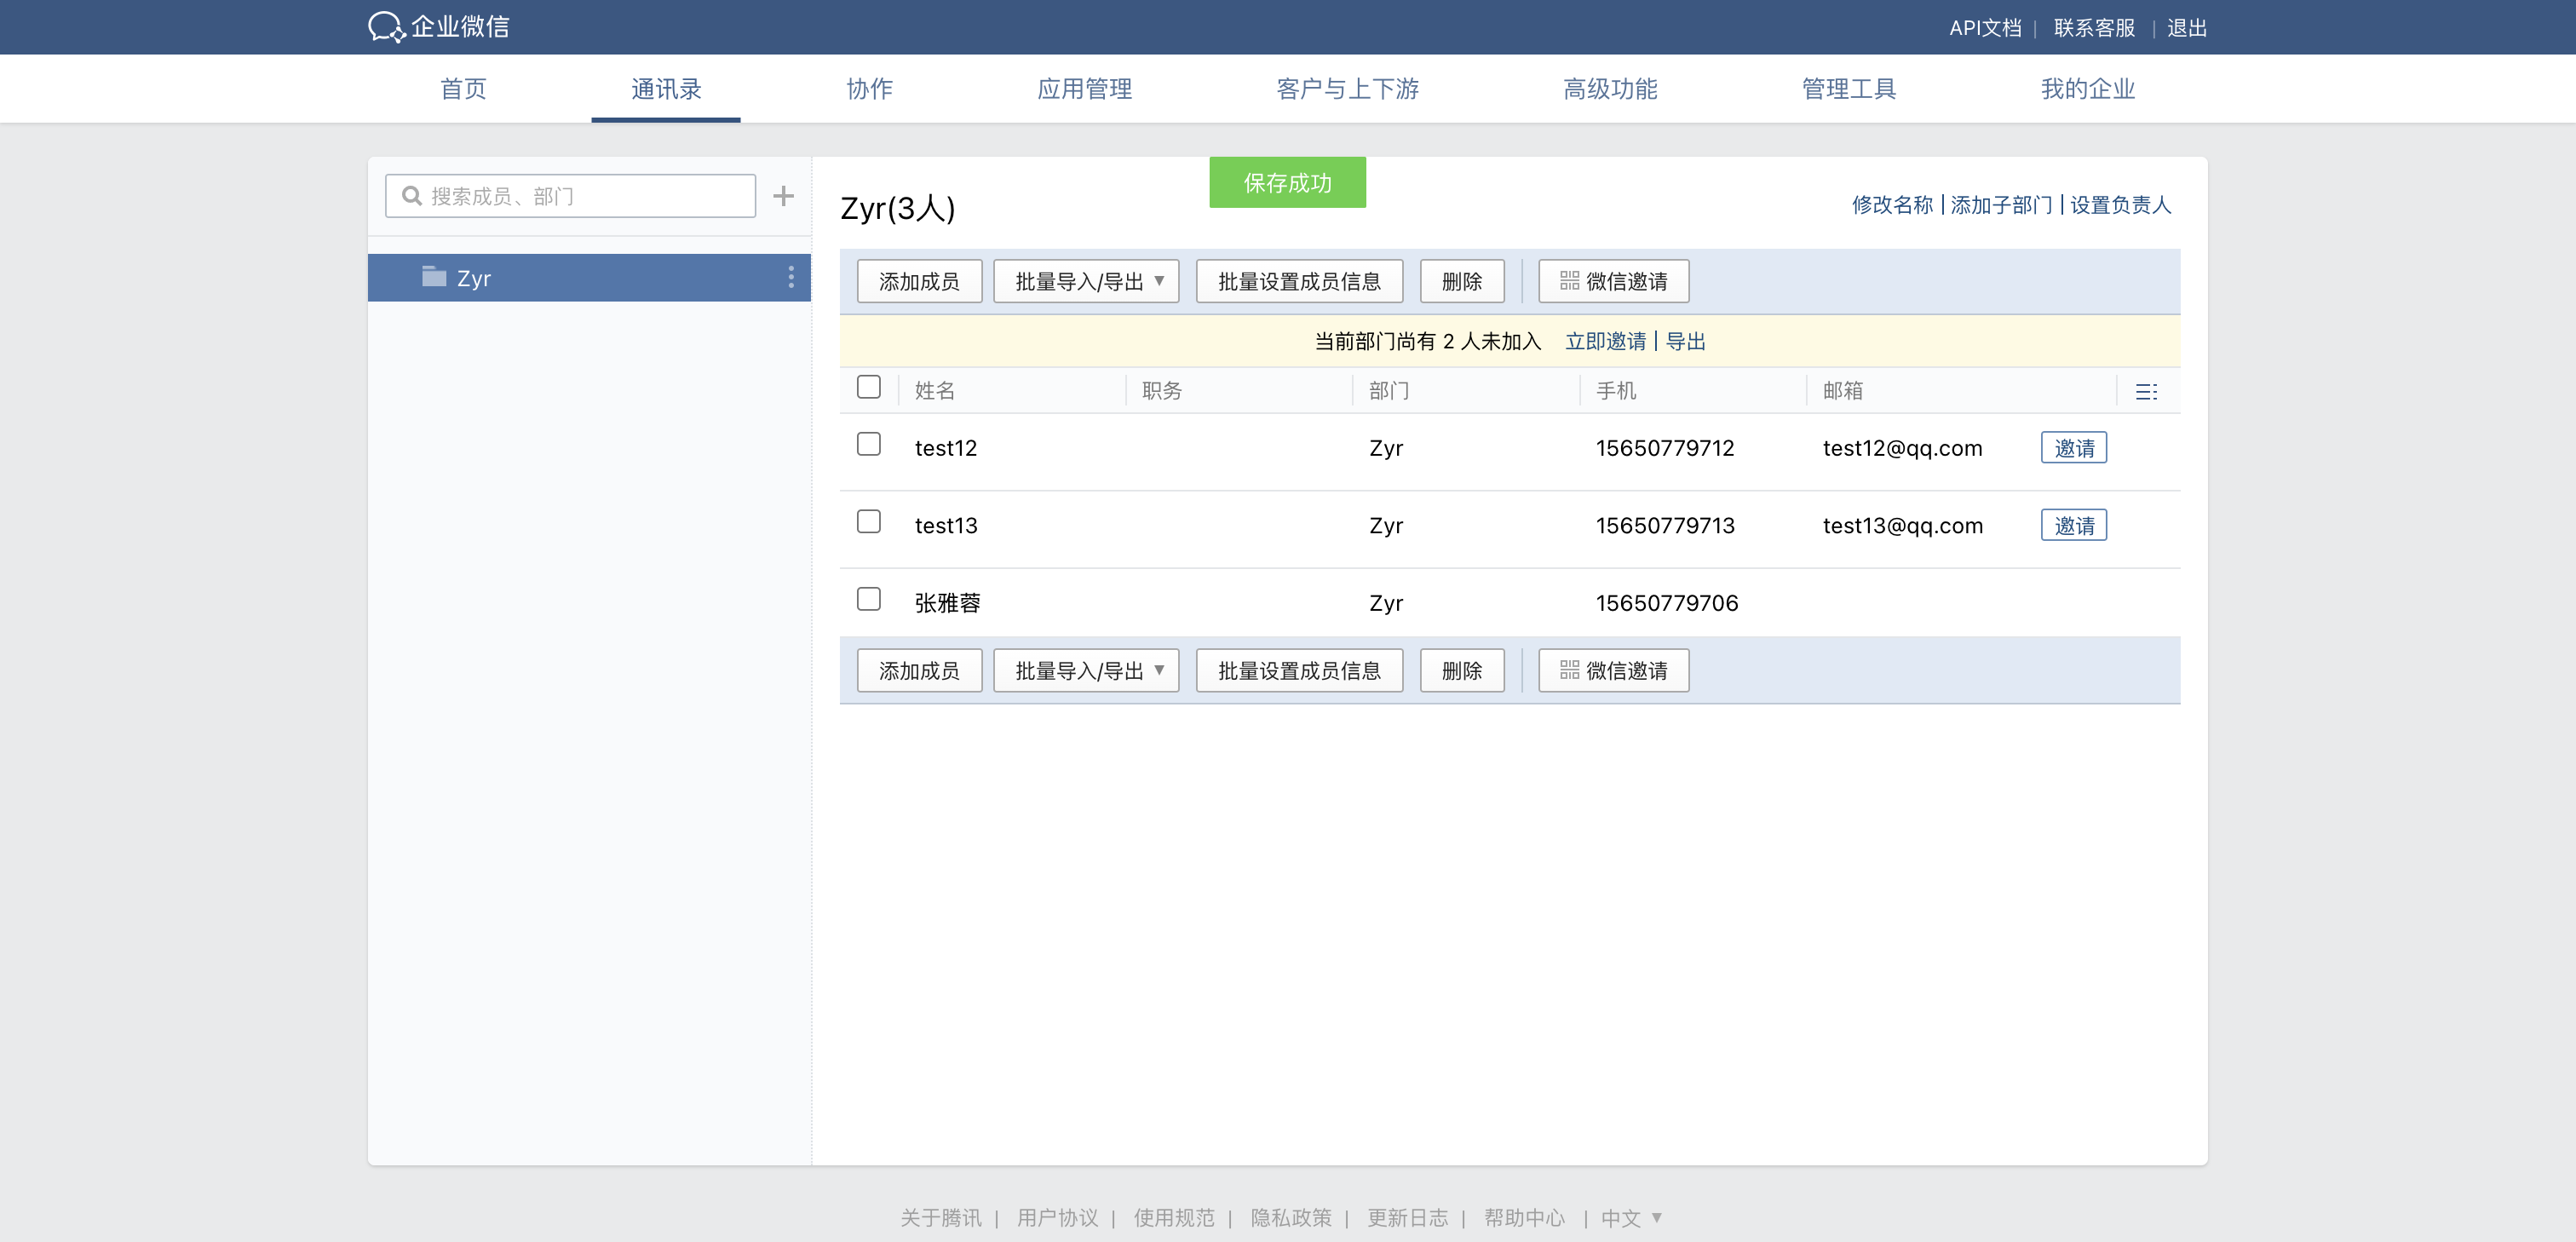 企业微信
API文档 | 联系客服 | 退出
首页 通讯录 协作 应用管理 客户与上下游 高级功能 管理工具 我的企业
搜索成员、部门
Zyr
保存成功
Zyr(3人)
修改名称 | 添加子部门 | 设置负责人
添加成员 批量导入/导出 ▼ 批量设置成员信息 删除 微信邀请
当前部门尚有 2 人未加入 立即邀请 | 导出
姓名 职务 部门 手机 邮箱
test12 Zyr 15650779712 test12@qq.com 邀请
test13 Zyr 15650779713 test13@qq.com 邀请
张雅蓉 Zyr 15650779706
添加成员 批量导入/导出 ▼ 批量设置成员信息 删除 微信邀请
关于腾讯 | 用户协议 | 使用规范 | 隐私政策 | 更新日志 | 帮助中心 | 中文 ▼